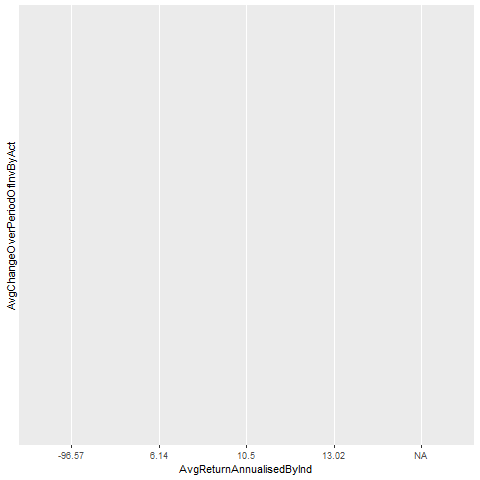 AvgChangeOverPeriodOfInvByAct
-96.57 6.14 10.5 13.02 NA
AvgReturnAnnualisedByInd